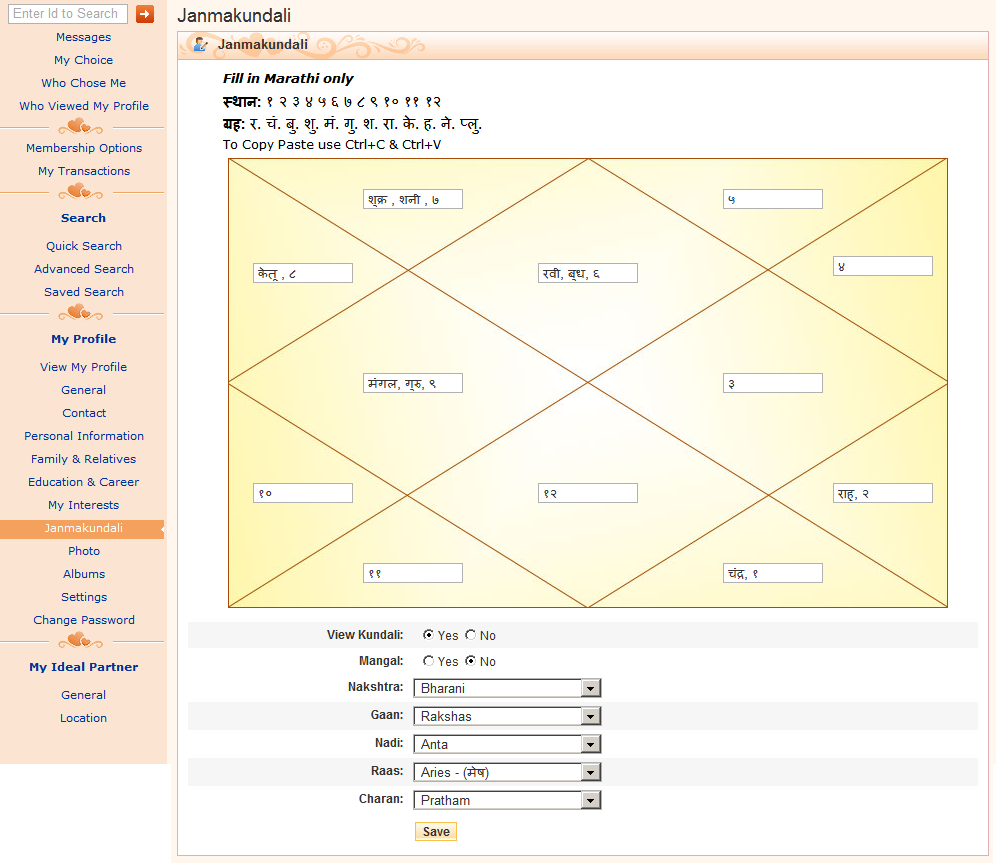 Enter Id to Search
Messages
My Choice
Who Chose Me
Who Viewed My Profile
Membership Options
My Transactions
Search
Quick Search
Advanced Search
Saved Search
My Profile
View My Profile
General
Contact
Personal Information
Family & Relatives
Education & Career
My Interests
Janmakundali
Photo
Albums
Settings
Change Password
My Ideal Partner
General
Location
Janmakundali
Janmakundali
Fill in Marathi only
स्थान: १ २ ३ ४ ५ ६ ७ ८ ९ १० ११ १२
ग्रह: र. चं. बु. शु. मं. गु. श. रा. के. ह. ने. प्लु.
To Copy Paste use Ctrl+C & Ctrl+V
शुक्र , शनी , ७
५
केतू , ८
रवी, बुध, ६
४
मंगल, गुरु, ९
३
१०
१२
राहू, २
११
चंद्र, १
View Kundali: Yes No
Mangal: Yes No
Nakshtra: Bharani
Gaan: Rakshas
Nadi: Anta
Raas: Aries - (मेष)
Charan: Pratham
Save